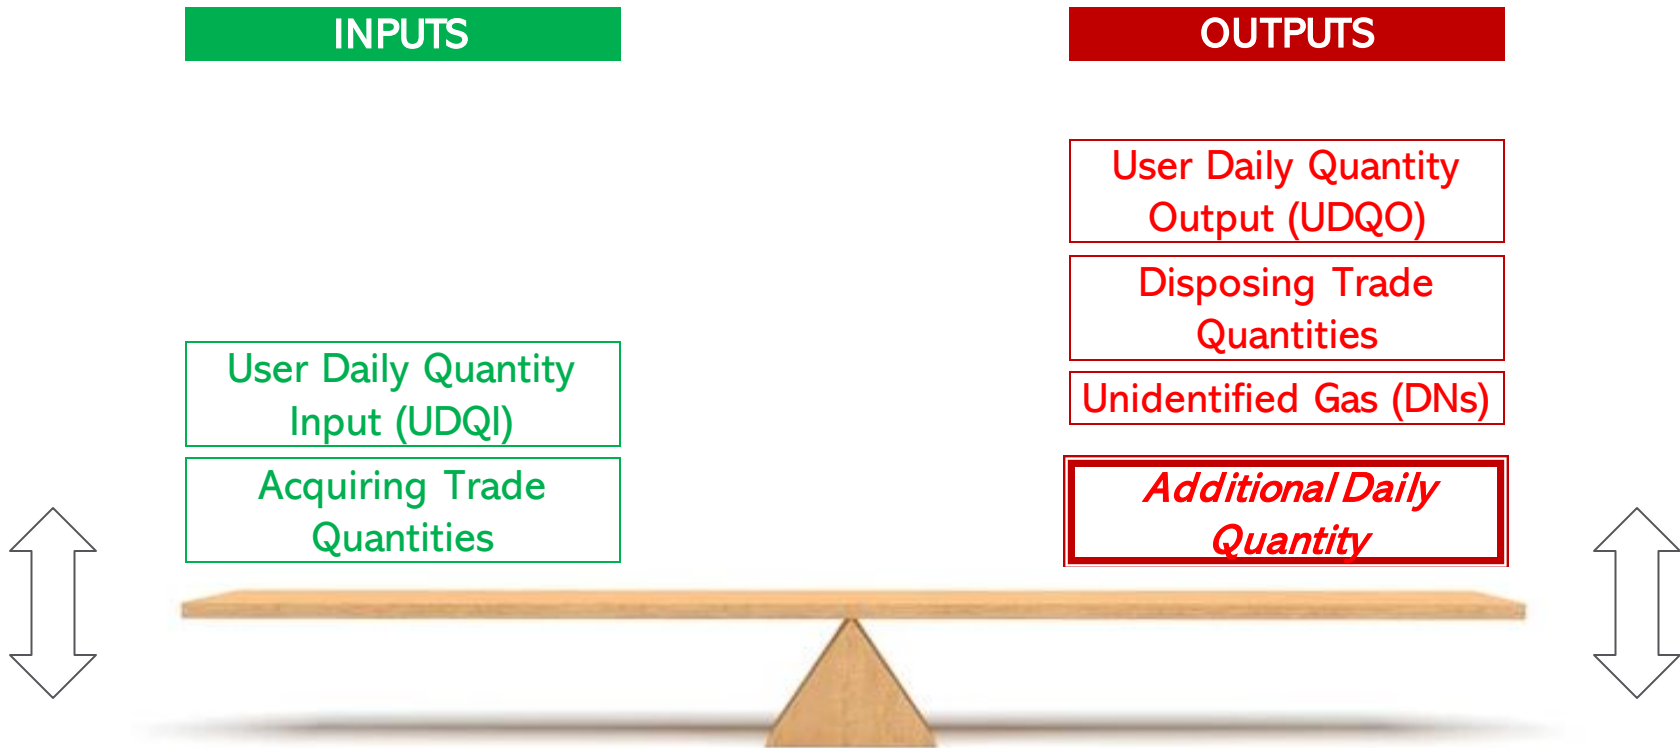 INPUTS
OUTPUTS
User Daily Quantity
Output (UDQO)
Disposing Trade
Quantities
User Daily Quantity
Input (UDQI)
Unidentified Gas (DNs)
Acquiring Trade
Quantities
Additional Daily
Quantity